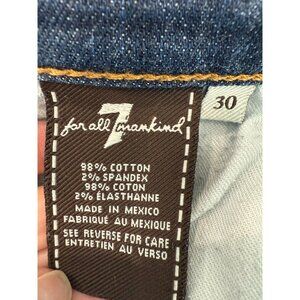 7
for all mankind
30
98% COTTON
2% SPANDEX
98% COTON
2% ÉLASTHANNE
MADE IN MEXICO
FABRIQUÉ AU MEXIQUE
SEE REVERSE FOR CARE
ENTRETIEN AU VERSO